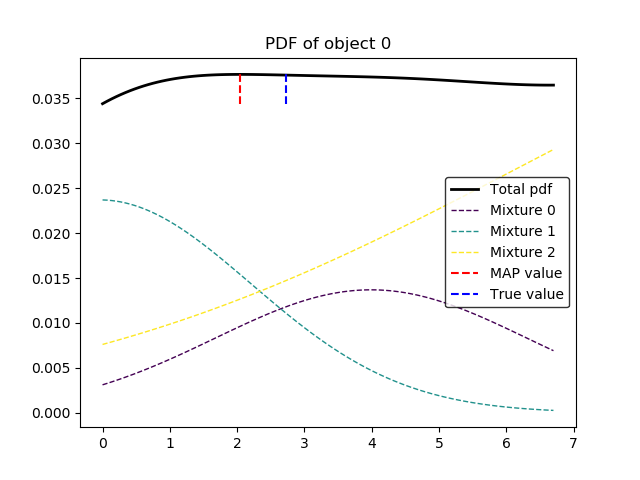 PDF of object 0
0.035
0.030
0.025
0.020
0.015
0.010
0.005
0.000
Total pdf
Mixture 0
Mixture 1
Mixture 2
MAP value
True value
0 1 2 3 4 5 6 7